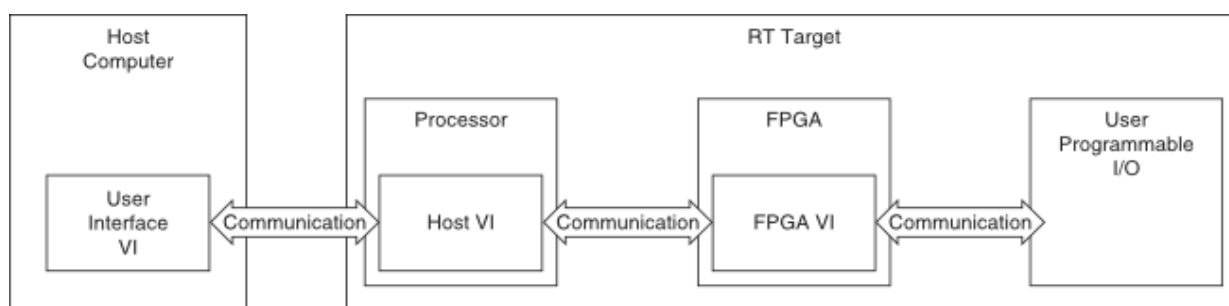 Host
Computer
RT Target
Processor
FPGA
User
Programmable
I/O
User
Interface
VI
Communication
Host VI
Communication
FPGA VI
Communication